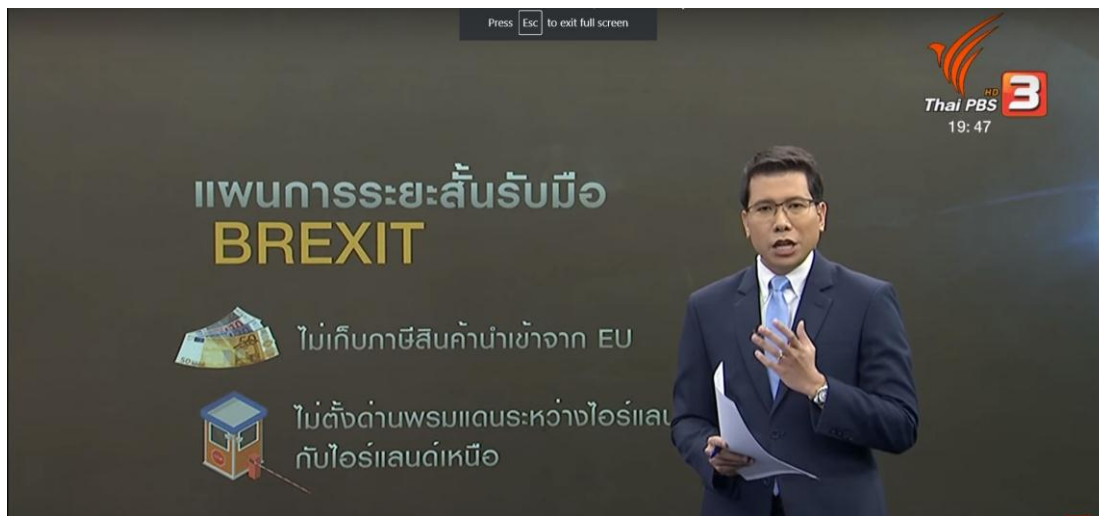 Press Esc to exit full screen
HD 3
Thai PBS
19:47
แผนการระยะสั้นรับมือ
BREXIT
ไม่เก็บภาษีสินค้านำเข้าจาก EU
ไม่ตั้งด่านพรมแดนระหว่างไอร์แลน
กับไอร์แลนด์เหนือ